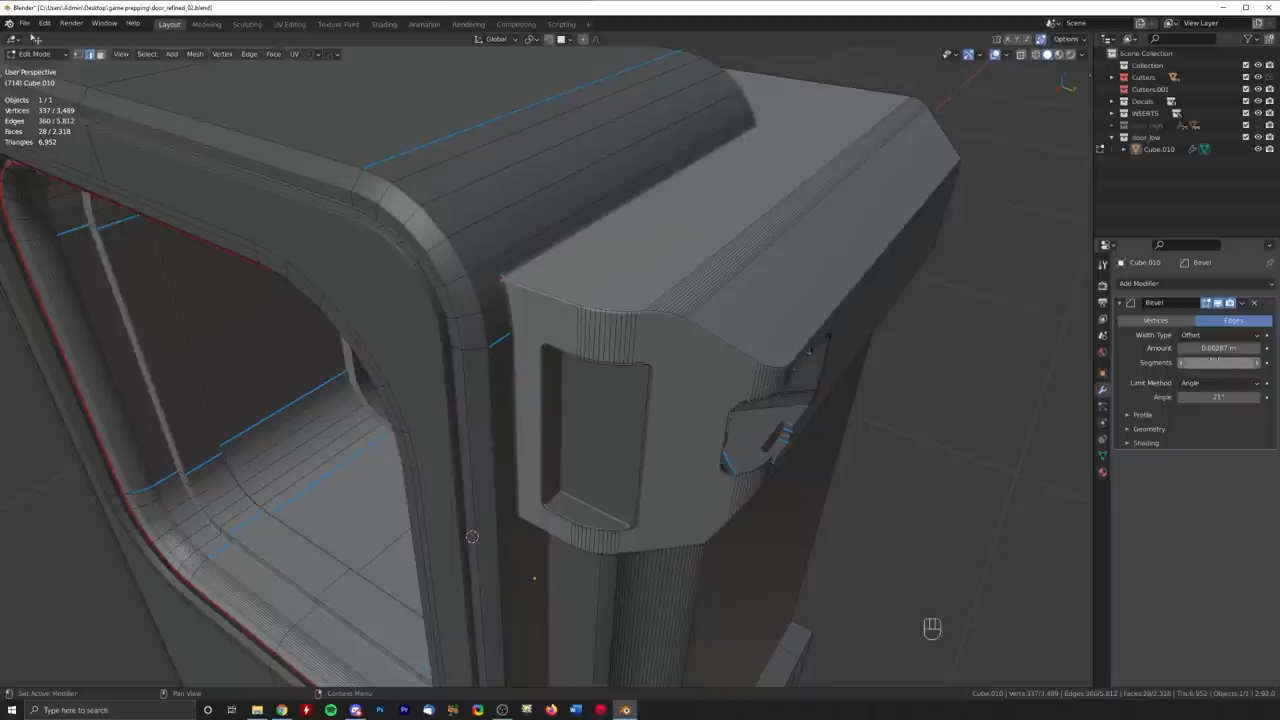 Blender* [C:\Users\Admin\Desktop\game prepping\door_refined_02.blend]
File Edit Render Window Help Layout Modeling Sculpting UV Editing Texture Paint Shading Animation Rendering Compositing Scripting Scene View Layer
Global Options
Edit Mode View Select Add Mesh Vertex Edge Face UV
User Perspective
(714) Cube.010
Objects 1/1
Vertices 337 / 3,489
Edges 360 / 5,812
Faces 28 / 2,318
Triangles 6,952
Scene Collection
Collection
Cutters
Cutters.001
Decals
INSERTS
door_low
Cube.010
Cube.010 Bevel
Add Modifier
Bevel
Vertices Edges
Width Type Offset
Amount 0.00287 m
Segments
Limit Method Angle
Angle 21°
Profile
Geometry
Shading
Set Active Modifier Pan View Context Menu Cube.010 | Verts:337/3,489 | Edges:360/5,812 | Faces:28/2,318 | Tris:6,952 | Objects:1/1 | 2.92.0
Type here to search